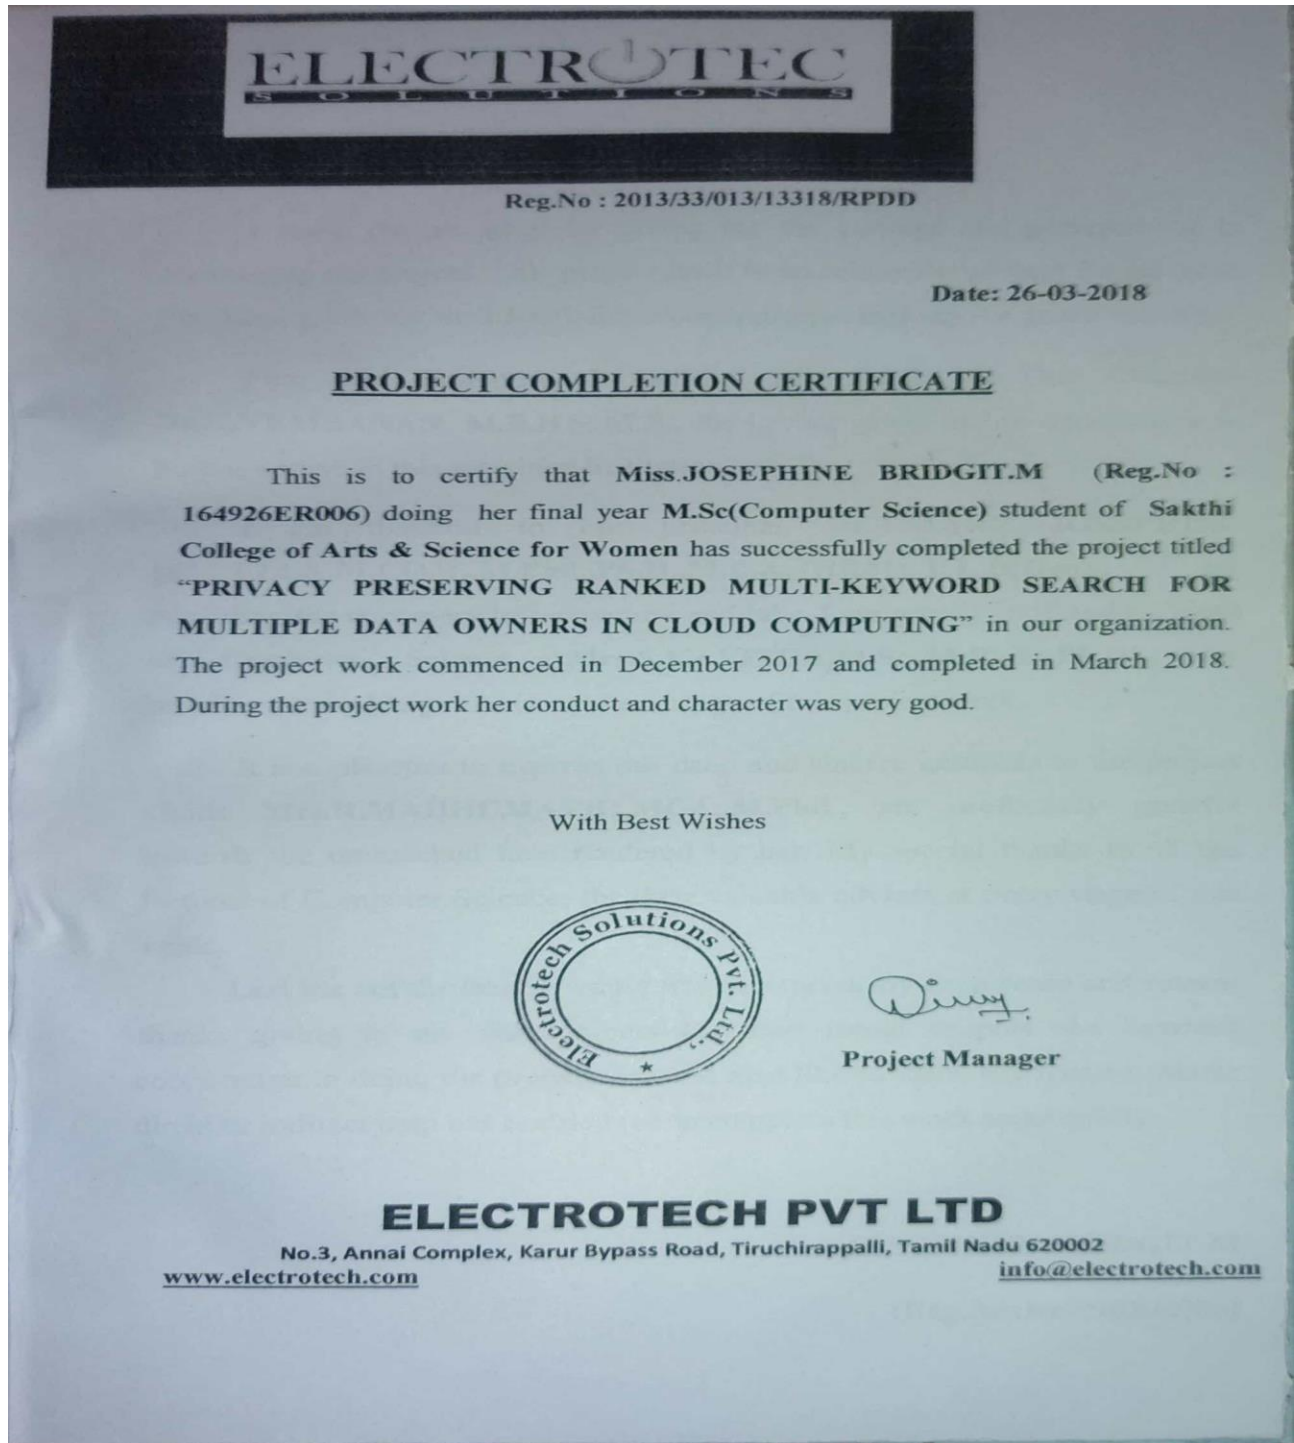 ELECTROTEC
SOLUTIONS
Reg.No : 2013/33/013/13318/RPDD
Date: 26-03-2018
PROJECT COMPLETION CERTIFICATE
This is to certify that Miss.JOSEPHINE BRIDGIT.M (Reg.No :
164926ER006) doing her final year M.Sc(Computer Science) student of Sakthi
College of Arts & Science for Women has successfully completed the project titled
“PRIVACY PRESERVING RANKED MULTI-KEYWORD SEARCH FOR
MULTIPLE DATA OWNERS IN CLOUD COMPUTING” in our organization.
The project work commenced in December 2017 and completed in March 2018.
During the project work her conduct and character was very good.
With Best Wishes
Electrotech Solutions Pvt. Ltd.,
Project Manager
ELECTROTECH PVT LTD
No.3, Annai Complex, Karur Bypass Road, Tiruchirappalli, Tamil Nadu 620002
www.electrotech.com info@electrotech.com